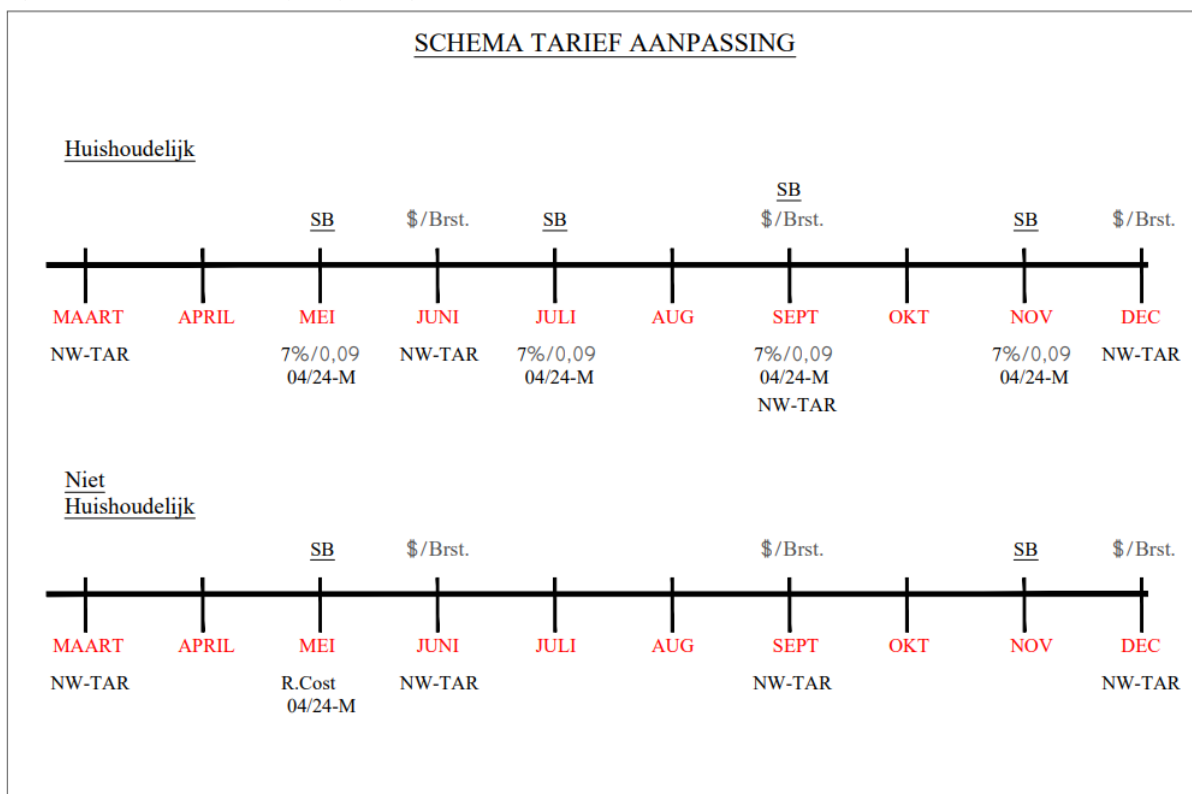 SCHEMA TARIEF AANPASSING
Huishoudelijk
SB
SB $/Brst. SB $/Brst. SB $/Brst.
MAART APRIL MEI JUNI JULI AUG SEPT OKT NOV DEC
NW-TAR 7%/0,09 NW-TAR 7%/0,09 7%/0,09 7%/0,09 NW-TAR
04/24-M 04/24-M 04/24-M 04/24-M
NW-TAR
Niet
Huishoudelijk
SB $/Brst. $/Brst. SB $/Brst.
MAART APRIL MEI JUNI JULI AUG SEPT OKT NOV DEC
NW-TAR R.Cost NW-TAR NW-TAR NW-TAR
04/24-M